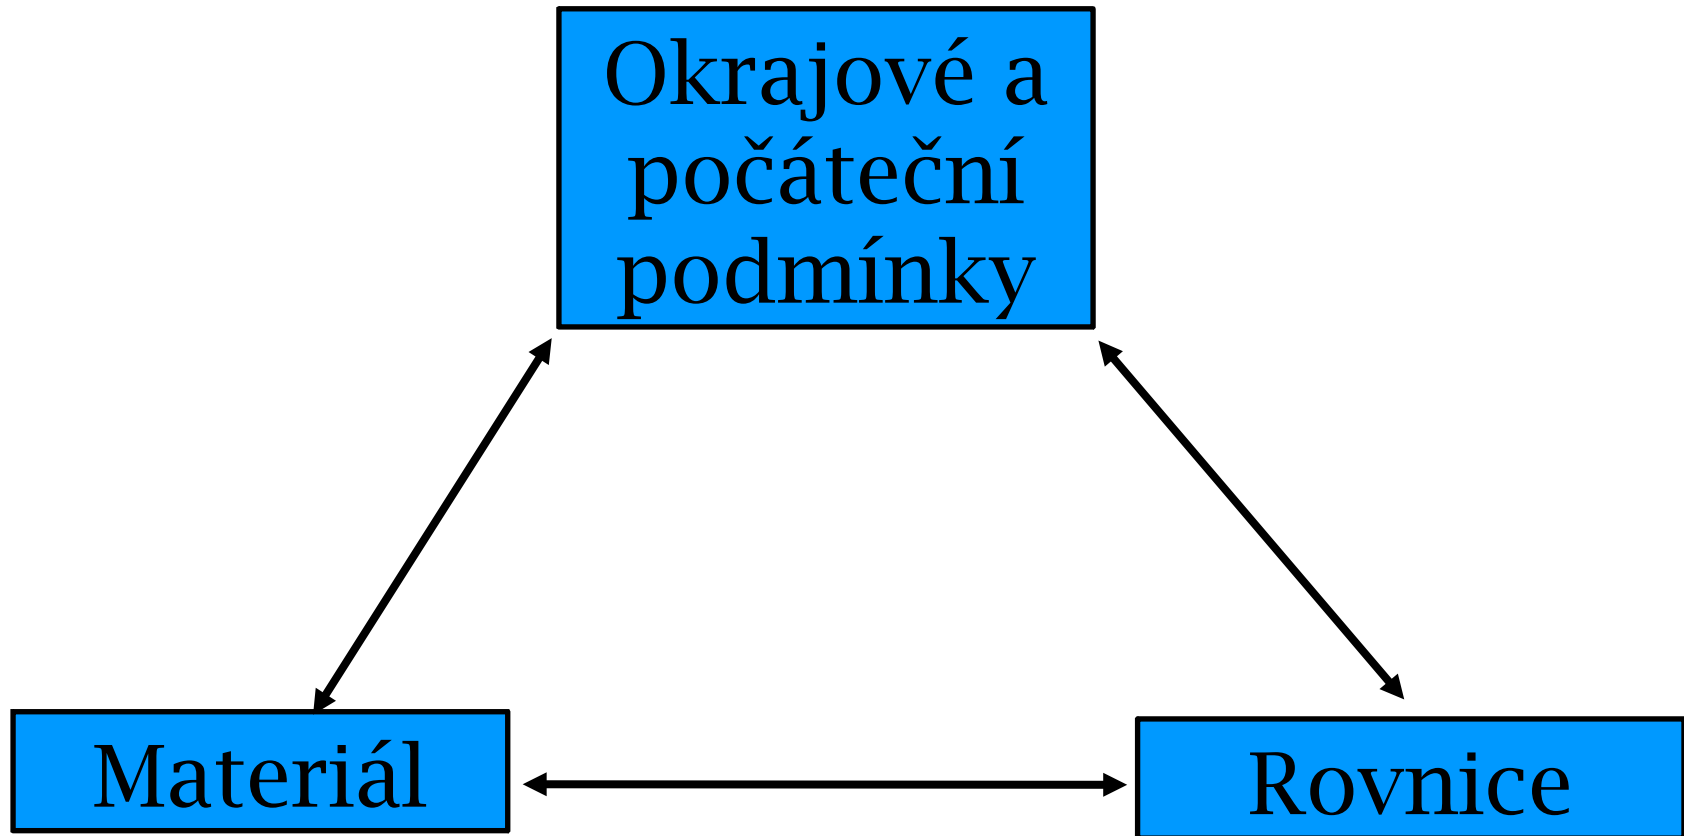 Okrajové a
počáteční
podmínky
Materiál
Rovnice